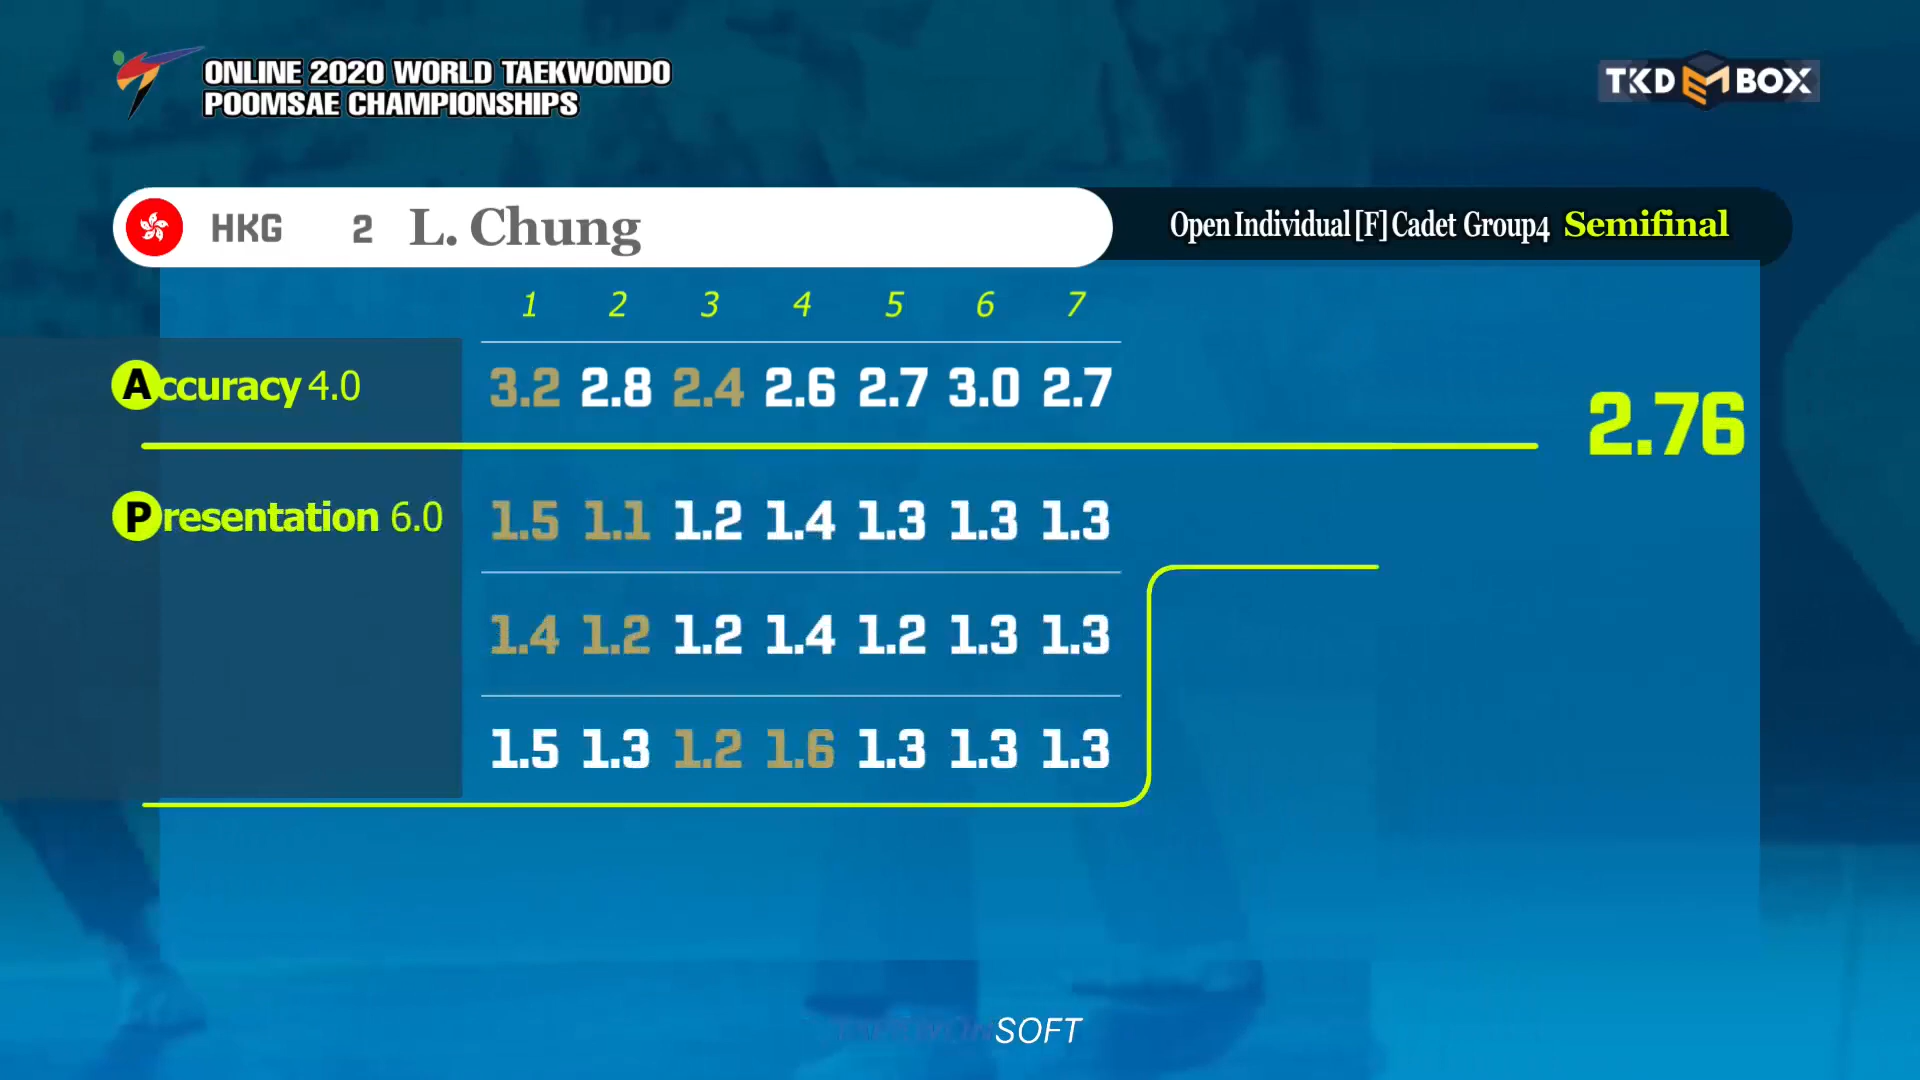 ONLINE 2020 WORLD TAEKWONDO
POOMSAE CHAMPIONSHIPS
TKD BOX
HKG 2 L. Chung
Open Individual [F] Cadet Group4 Semifinal
1 2 3 4 5 6 7
Accuracy 4.0 3.2 2.8 2.4 2.6 2.7 3.0 2.7
2.76
Presentation 6.0 1.5 1.1 1.2 1.4 1.3 1.3 1.3
1.4 1.2 1.2 1.4 1.2 1.3 1.3
1.5 1.3 1.2 1.6 1.3 1.3 1.3
SOFT